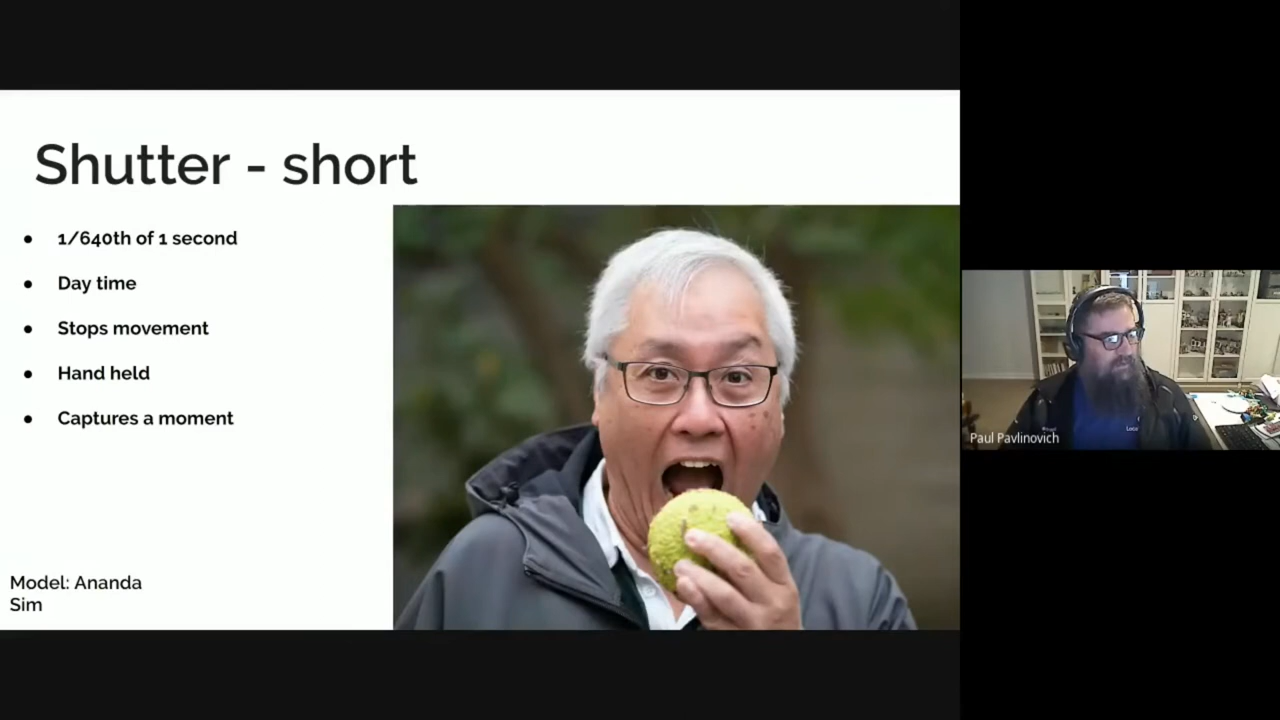 Shutter - short
● 1/640th of 1 second
● Day time
● Stops movement
● Hand held
● Captures a moment
Model: Ananda
Sim
Paul Pavlinovich